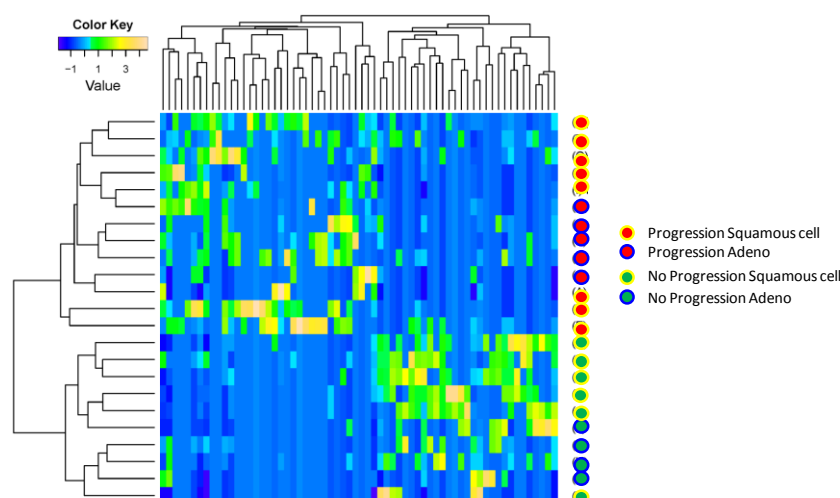 Color Key
−1 1 3
Value
Progression Squamous cell
Progression Adeno
No Progression Squamous cell
No Progression Adeno